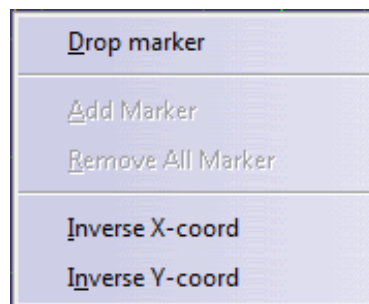 Drop marker
Add Marker
Remove All Marker
Inverse X-coord
Inverse Y-coord